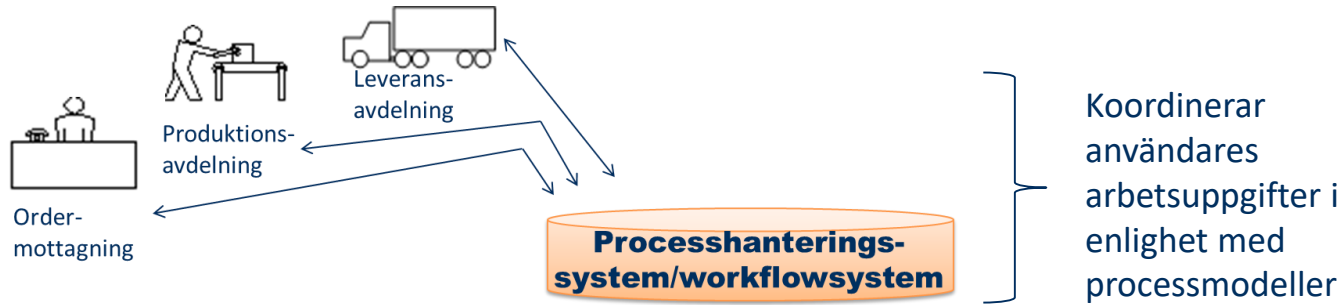 Leverans-
avdelning
Produktions-
avdelning
Order-
mottagning
Processhanterings-
system/workflowsystem
Koordinerar
användares
arbetsuppgifter i
enlighet med
processmodeller